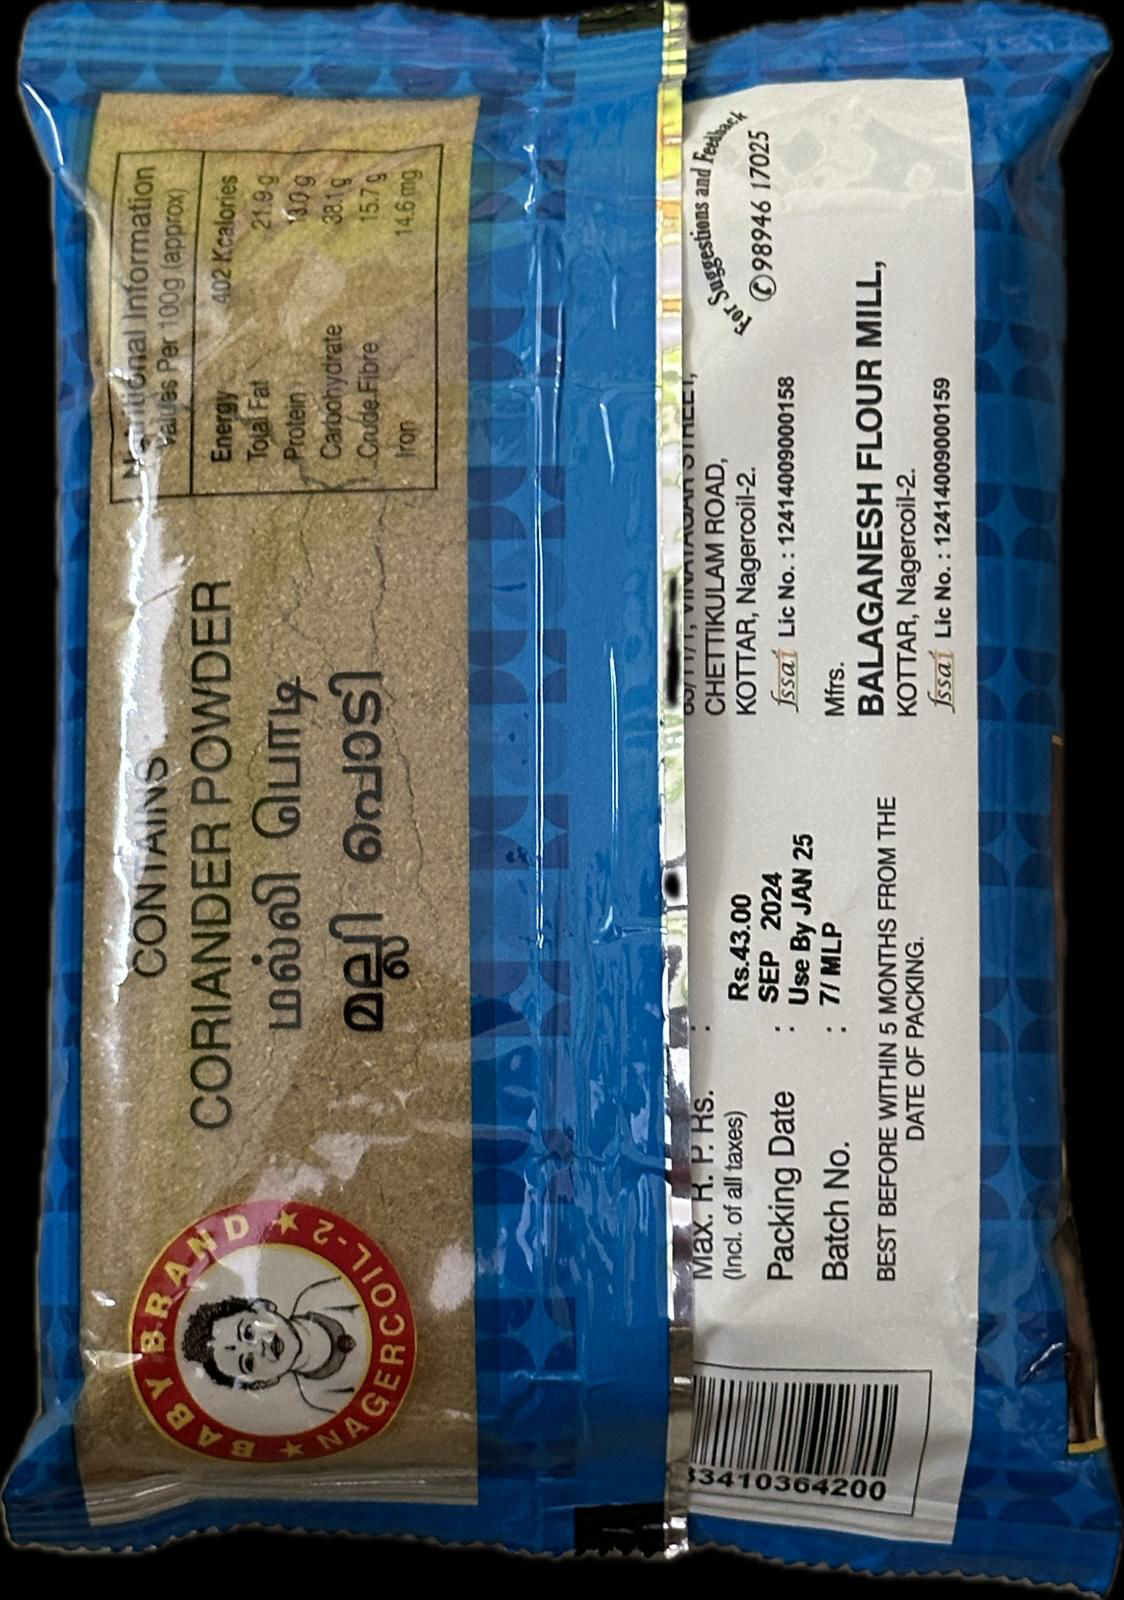 BABY BRAND
NAGERCOIL-2
CONTAINS
CORIANDER POWDER
மல்லி பொடி
മല്ലി പൊടി
Nutritional Information
Values Per 100g (approx)
Energy 402 Kcalories
Total Fat 21.9 g
Protein 13.0 g
Carbohydrate 38.1 g
Crude Fibre 15.7 g
Iron 14.6 mg
33410364200
Max. R. P. Rs. : Rs.43.00
(Incl. of all taxes)
Packing Date : SEP 2024
Use By JAN 25
Batch No. : 7/ MLP
BEST BEFORE WITHIN 5 MONTHS FROM THE
DATE OF PACKING.
VINAYAGAR STREET,
CHETTIKULAM ROAD,
KOTTAR, Nagercoil-2.
fssai Lic No. : 12414009000158
Mfrs.
BALAGANESH FLOUR MILL,
KOTTAR, Nagercoil-2.
fssai Lic No. : 12414009000159
For Suggestions and Feedback
✆98946 17025